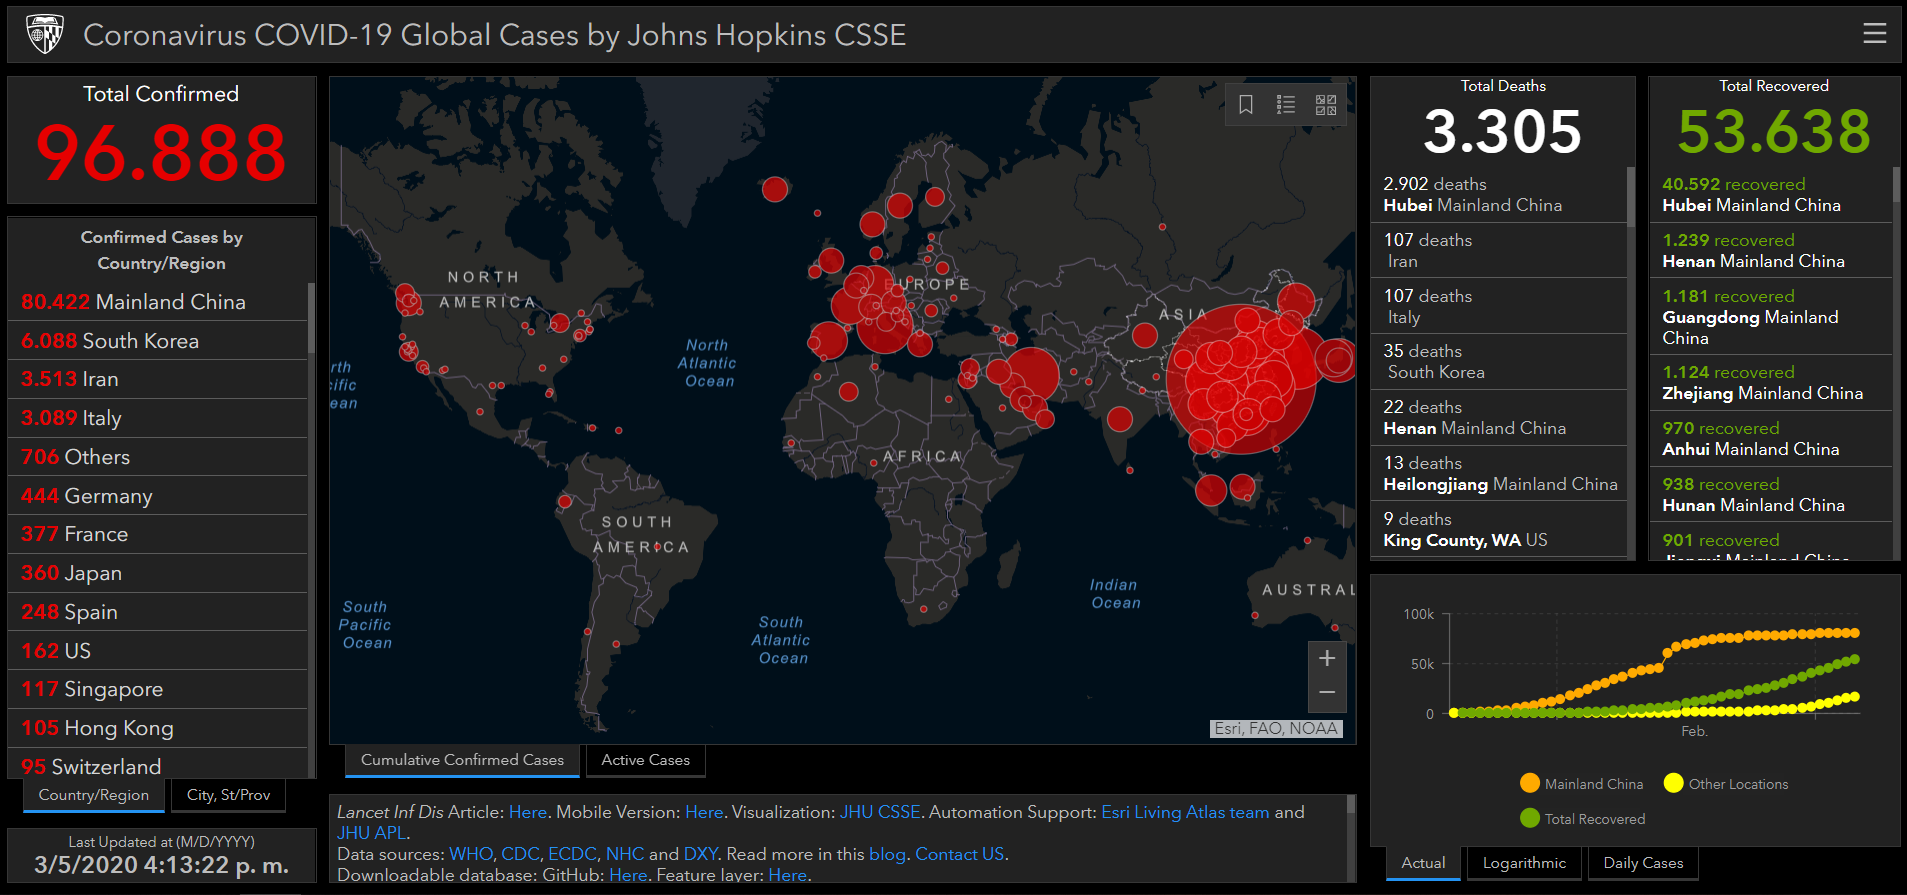 Coronavirus COVID-19 Global Cases by Johns Hopkins CSSE
Total Confirmed
96.888
Confirmed Cases by
Country/Region
80.422 Mainland China
6.088 South Korea
3.513 Iran
3.089 Italy
706 Others
444 Germany
377 France
360 Japan
248 Spain
162 US
117 Singapore
105 Hong Kong
95 Switzerland
Country/Region
City, St/Prov
Last Updated at (M/D/YYYY)
3/5/2020 4:13:22 p. m.
NORTH
AMERICA
EUROPE
ASIA
North
Atlantic
Ocean
rth
ific
ean
AFRICA
SOUTH
AMERICA
Indian
Ocean
AUSTRAL
South
Pacific
Ocean
South
Atlantic
Ocean
+
−
Esri, FAO, NOAA
Cumulative Confirmed Cases
Active Cases
Lancet Inf Dis Article: Here. Mobile Version: Here. Visualization: JHU CSSE. Automation Support: Esri Living Atlas team and
JHU APL.
Data sources: WHO, CDC, ECDC, NHC and DXY. Read more in this blog. Contact US.
Downloadable database: GitHub: Here. Feature layer: Here.
Total Deaths
3.305
2.902 deaths
Hubei Mainland China
107 deaths
Iran
107 deaths
Italy
35 deaths
South Korea
22 deaths
Henan Mainland China
13 deaths
Heilongjiang Mainland China
9 deaths
King County, WA US
Total Recovered
53.638
40.592 recovered
Hubei Mainland China
1.239 recovered
Henan Mainland China
1.181 recovered
Guangdong Mainland
China
1.124 recovered
Zhejiang Mainland China
970 recovered
Anhui Mainland China
938 recovered
Hunan Mainland China
901 recovered
Jiangxi Mainland China
100k
50k
0
Feb.
Mainland China
Other Locations
Total Recovered
Actual
Logarithmic
Daily Cases